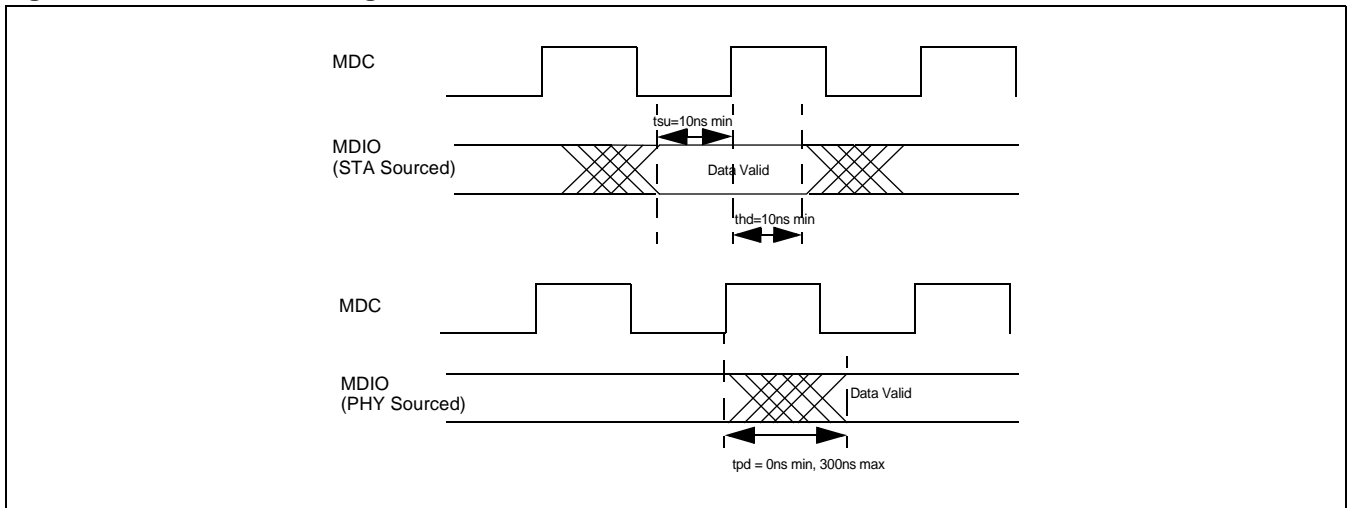 MDC
tsu=10ns min
MDIO
(STA Sourced)
Data Valid
thd=10ns min
MDC
MDIO
(PHY Sourced)
Data Valid
tpd = 0ns min, 300ns max